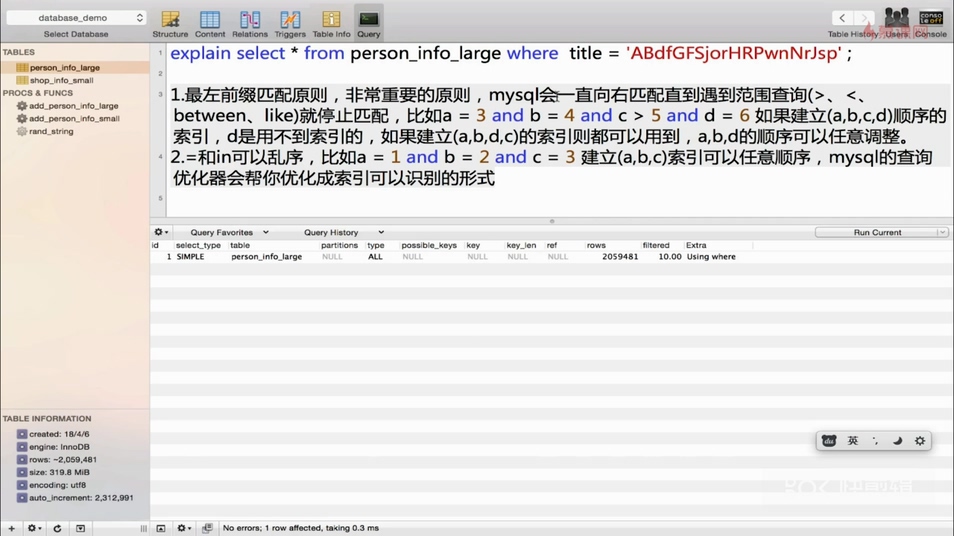 database_demo
Select Database
Structure
Content
Relations
Triggers
Table Info
Query
Table History
Users
Console
conso
le off
TABLES
person_info_large
shop_info_small
PROCS & FUNCS
add_person_info_large
add_person_info_small
rand_string
1 explain select * from person_info_large where title = 'ABdfGFSjorHRPwnNrJsp' ;
2
3 1.最左前缀匹配原则，非常重要的原则，mysql会一直向右匹配直到遇到范围查询(>、<、
between、like)就停止匹配，比如a = 3 and b = 4 and c > 5 and d = 6 如果建立(a,b,c,d)顺序的
索引，d是用不到索引的，如果建立(a,b,d,c)的索引则都可以用到，a,b,d的顺序可以任意调整。
4 2.=和in可以乱序，比如a = 1 and b = 2 and c = 3 建立(a,b,c)索引可以任意顺序，mysql的查询
优化器会帮你优化成索引可以识别的形式
5
Query Favorites
Query History
Run Current
id select_type table partitions type possible_keys key key_len ref rows filtered Extra
1 SIMPLE person_info_large NULL ALL NULL NULL NULL NULL 2059481 10.00 Using where
TABLE INFORMATION
created: 18/4/6
engine: InnoDB
rows: ~2,059,481
size: 319.8 MiB
encoding: utf8
auto_increment: 2,312,991
英
No errors; 1 row affected, taking 0.3 ms